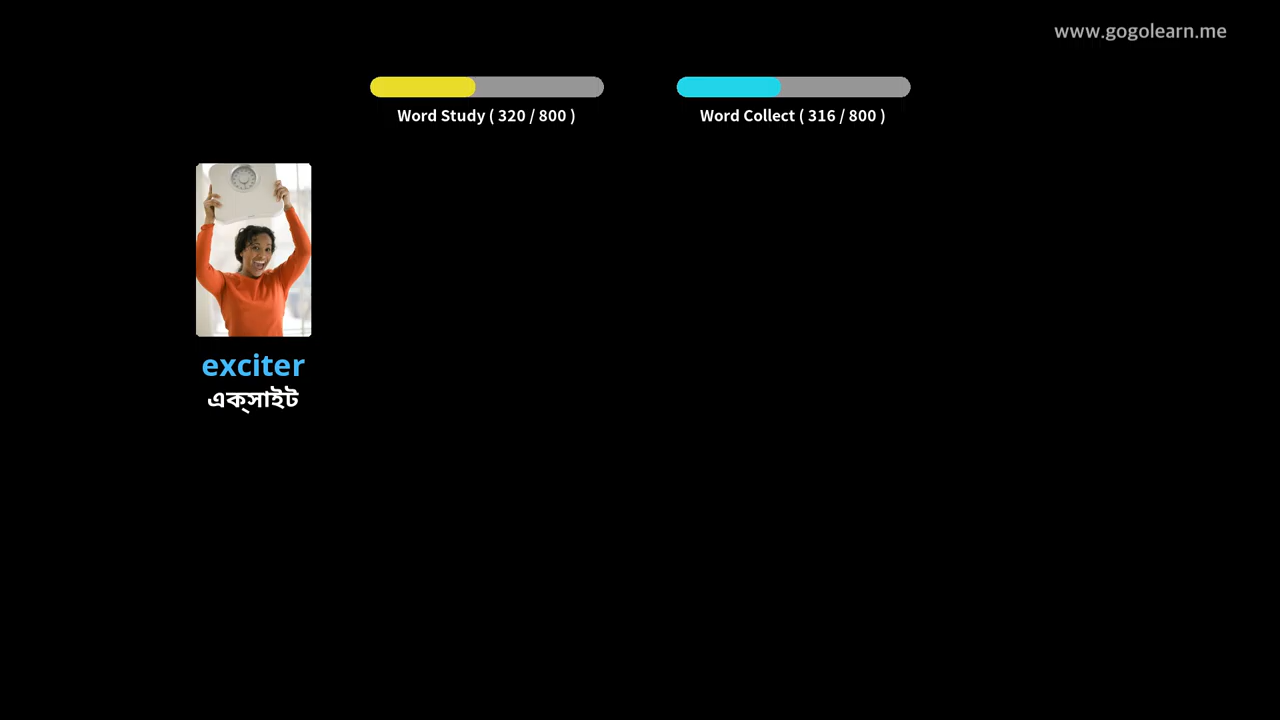 www.gogolearn.me
Word Study ( 320 / 800 )
Word Collect ( 316 / 800 )
exciter
এক্সাইট